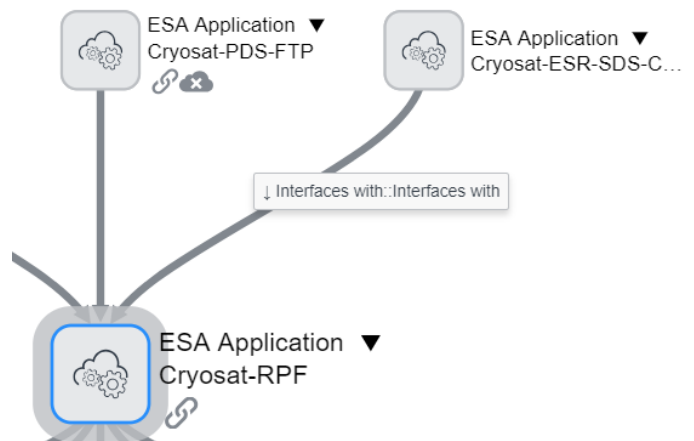 ESA Application ▼
Cryosat-PDS-FTP
ESA Application ▼
Cryosat-ESR-SDS-C...
↓ Interfaces with::Interfaces with
ESA Application ▼
Cryosat-RPF